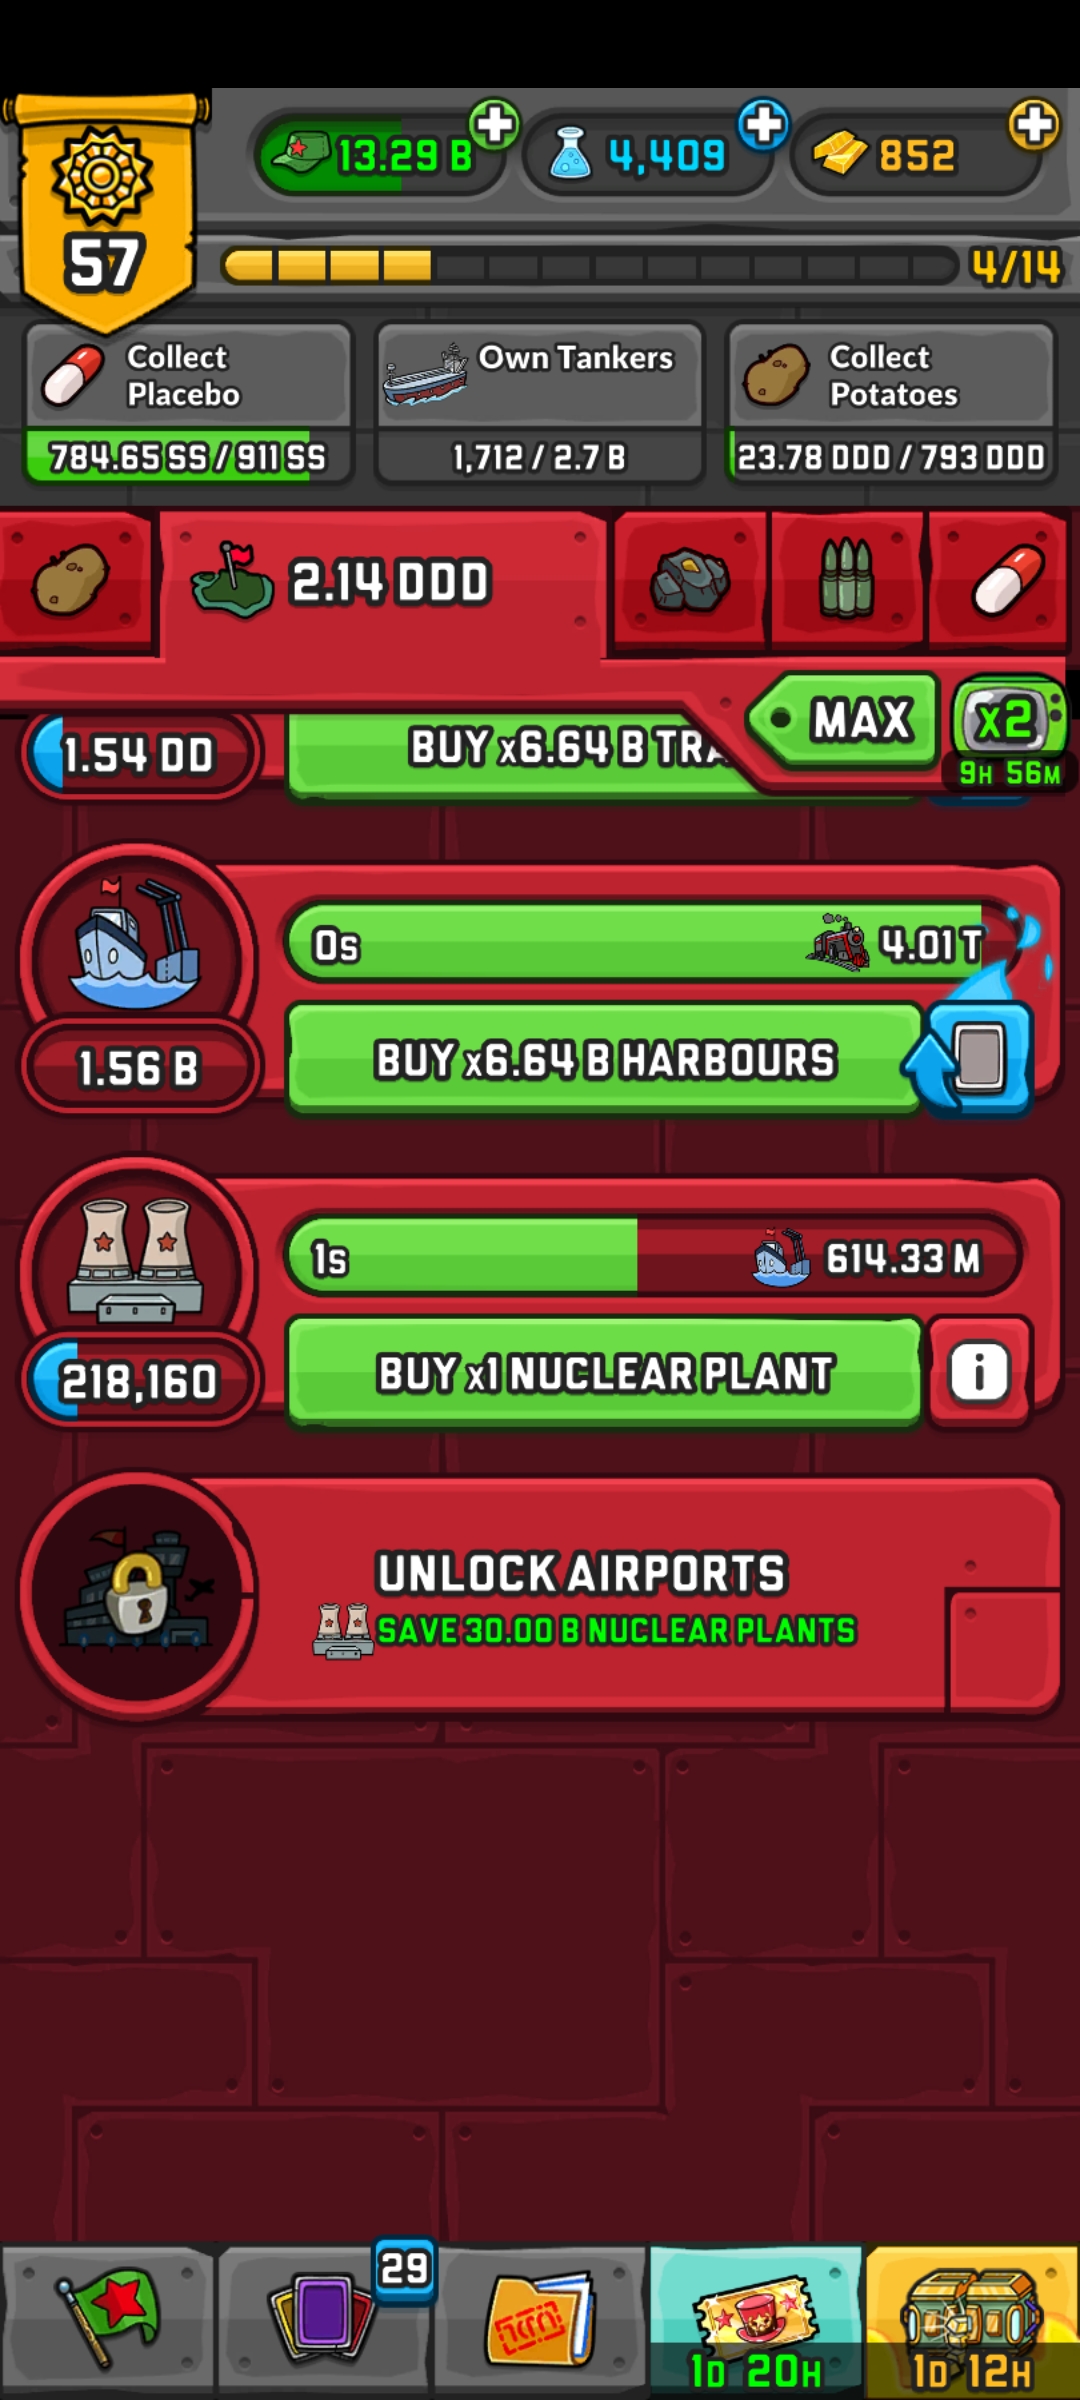 57
13.29 B
4,409
852
4/14
Collect
Placebo
784.65 SS / 911 SS
Own Tankers
1,712 / 2.7 B
Collect
Potatoes
23.78 DDD / 793 DDD
2.14 DDD
MAX
x2
9H 56M
1.54 DD
BUY x6.64 B TRA
0s
4.01 T
1.56 B
BUY x6.64 B HARBOURS
1s
614.33 M
218,160
BUY x1 NUCLEAR PLANT
i
UNLOCK AIRPORTS
SAVE 30.00 B NUCLEAR PLANTS
29
1D 20H
1D 12H